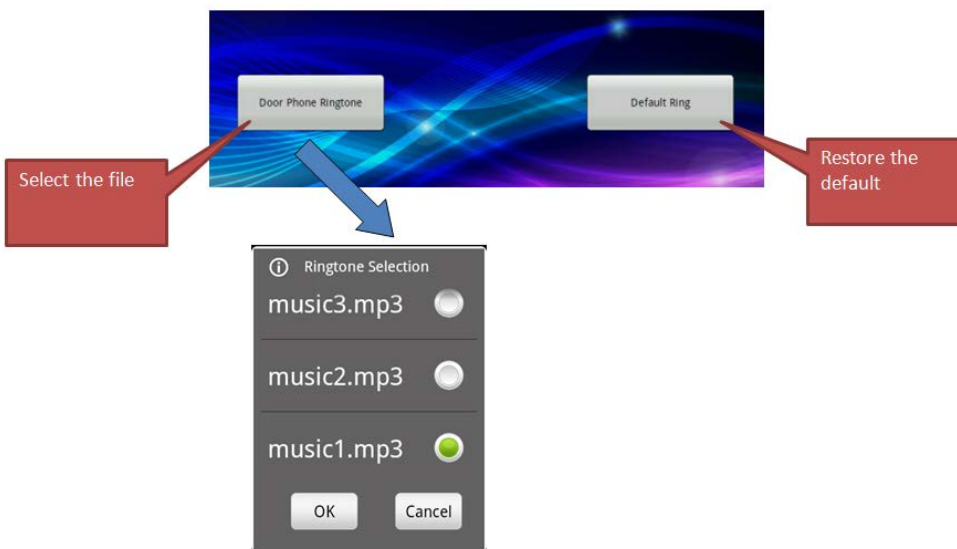 Door Phone Ringtone
Default Ring
Select the file
Restore the
default
Ringtone Selection
music3.mp3
music2.mp3
music1.mp3
OK
Cancel